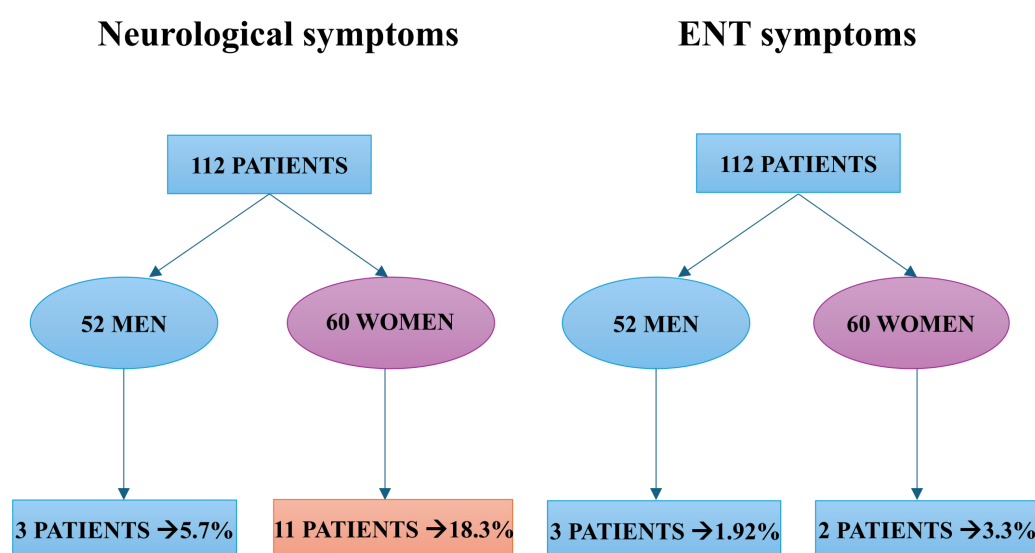 Neurological symptoms
ENT symptoms
112 PATIENTS
112 PATIENTS
52 MEN
60 WOMEN
52 MEN
60 WOMEN
3 PATIENTS →5.7%
11 PATIENTS →18.3%
3 PATIENTS →1.92%
2 PATIENTS →3.3%